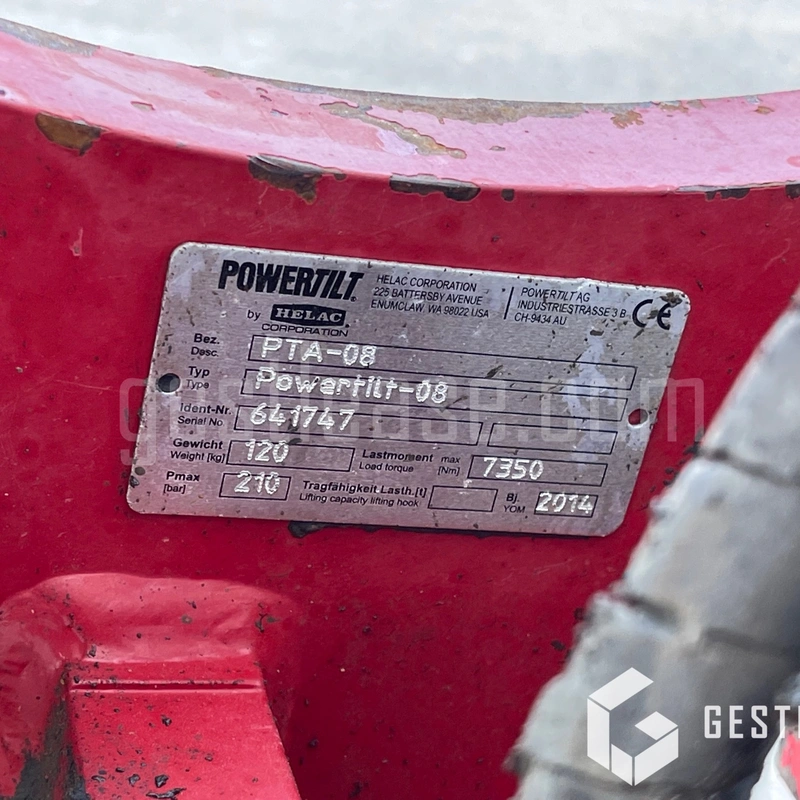 POWERTILT
by HELAC
CORPORATION
HELAC CORPORATION
225 BATTERSBY AVENUE
ENUMCLAW, WA 98022 USA
POWERTILT AG
INDUSTRIESTRASSE 3 B
CH-9434 AU
CE
Bez.
Desc.
PTA-08
Typ
Type
Powertilt-08
Ident-Nr.
Serial No.
641747
Gewicht
Weight [kg]
120
Lastmoment max
Load torque [Nm]
7350
Pmax
[bar]
210
Tragfähigkeit Lasth.[t]
Lifting capacity lifting hook
Bj.
YOM
2014